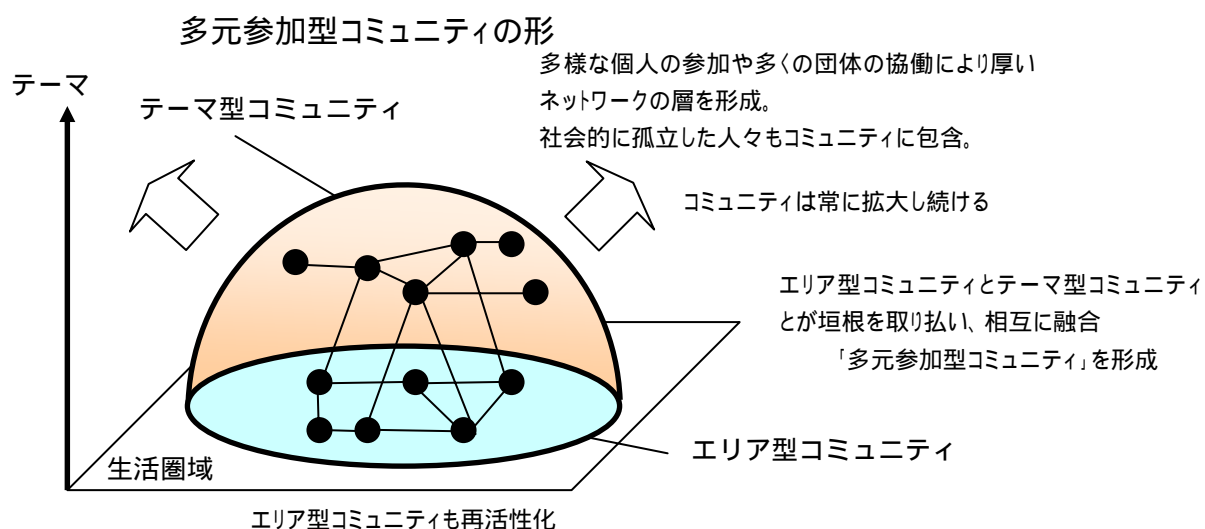 多元参加型コミュニティの形
多様な個人の参加や多くの団体の協働により厚い
ネットワークの層を形成。
社会的に孤立した人々もコミュニティに包含。
テーマ
テーマ型コミュニティ
コミュニティは常に拡大し続ける
エリア型コミュニティとテーマ型コミュニティ
とが垣根を取り払い、相互に融合
「多元参加型コミュニティ」を形成
エリア型コミュニティ
生活圏域
エリア型コミュニティも再活性化